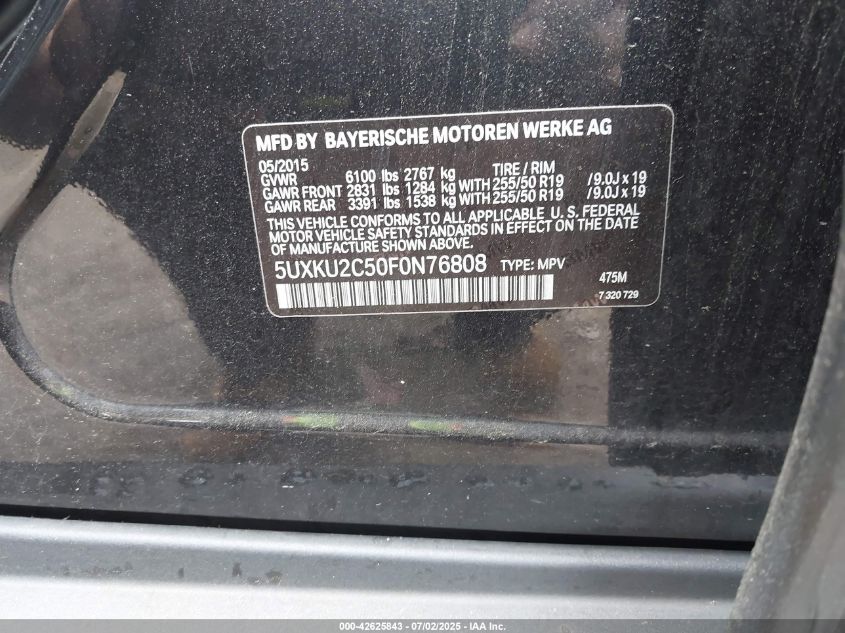 MFD BY BAYERISCHE MOTOREN WERKE AG
05/2015 TIRE / RIM
GVWR 6100 lbs 2767 kg
GAWR FRONT 2831 lbs 1284 kg WITH 255/50 R19 /9.0J x 19
GAWR REAR 3391 lbs 1538 kg WITH 255/50 R19 /9.0J x 19
THIS VEHICLE CONFORMS TO ALL APPLICABLE U.S. FEDERAL
MOTOR VEHICLE SAFETY STANDARDS IN EFFECT ON THE DATE
OF MANUFACTURE SHOWN ABOVE.
5UXKU2C50F0N76808 TYPE: MPV
475M
7 320 729
000-42625843 / 07/02/2025 - IAA Inc.